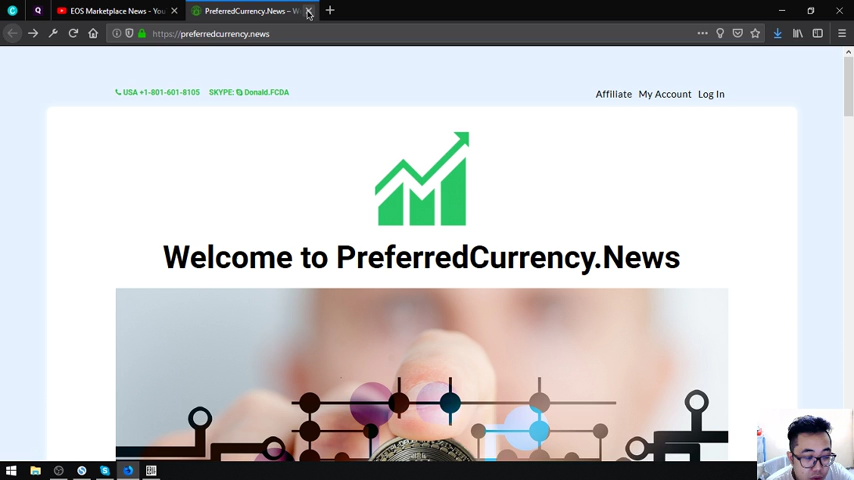 EOS Marketplace News - You
PreferredCurrency.News – W
https://preferredcurrency.news
USA +1-801-601-8105 SKYPE: Donald.FCDA
Affiliate My Account Log In
Welcome to PreferredCurrency.News